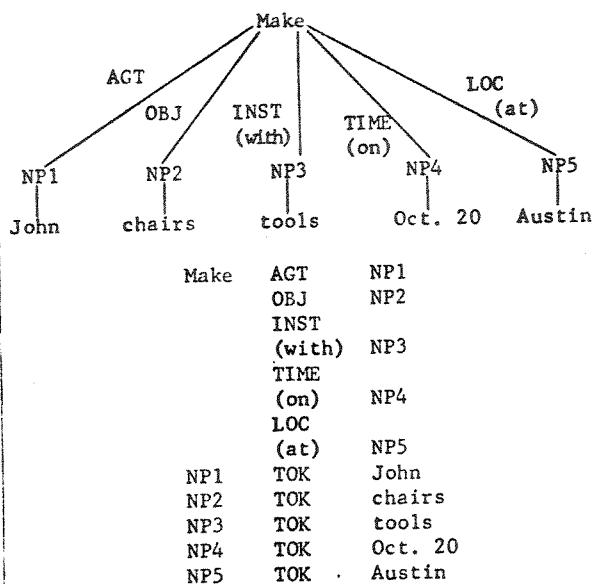 Make
AGT
LOC
(at)
OBJ
INST
(with)
TIME
(on)
NP1 NP2 NP3 NP4 NP5
John chairs tools Oct. 20 Austin
Make AGT NP1
OBJ NP2
INST
(with) NP3
TIME
(on) NP4
LOC
(at) NP5
NP1 TOK John
NP2 TOK chairs
NP3 TOK tools
NP4 TOK Oct. 20
NP5 TOK Austin